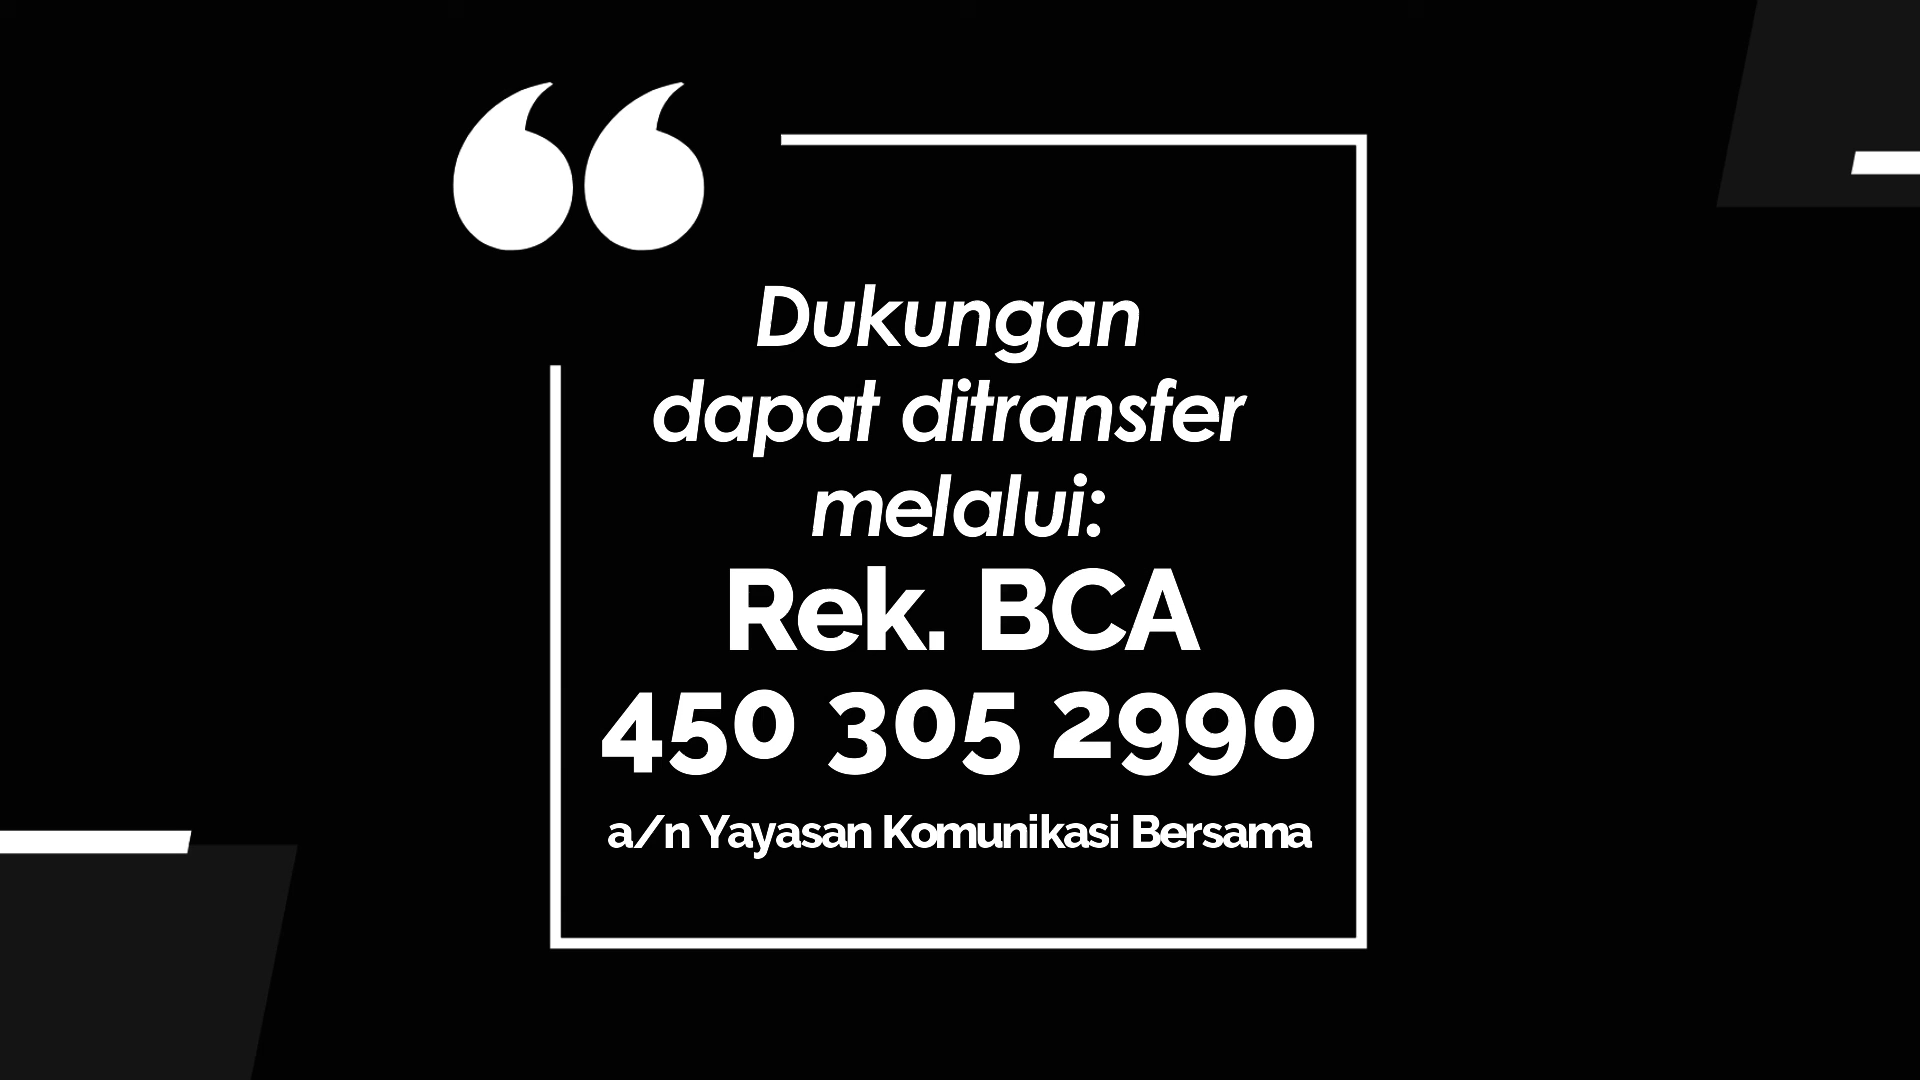 Dukungan
dapat ditransfer
melalui:
Rek. BCA
450 305 2990
a/n Yayasan Komunikasi Bersama